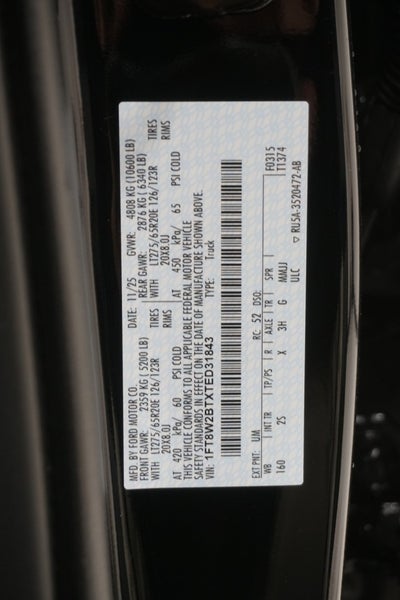 MFD. BY FORD MOTOR CO.
DATE: 11/25 GVWR: 4808 KG (10600 LB)
FRONT GAWR: 2359 KG ( 5200 LB) REAR GAWR: 2876 KG ( 6340 LB)
WITH LT275/65R20E 126/123R TIRES WITH LT275/65R20E 126/123R TIRES
20X8.0J RIMS 20X8.0J RIMS
AT 420 kPa/ 60 PSI COLD AT 450 kPa/ 65 PSI COLD
THIS VEHICLE CONFORMS TO ALL APPLICABLE FEDERAL MOTOR VEHICLE
SAFETY STANDARDS IN EFFECT ON THE DATE OF MANUFACTURE SHOWN ABOVE.
VIN: 1FT8W2BTXTED31843 TYPE: Truck
F0315
T1374
EXT PNT: UM RC: 52 DSO:
WB INT TR TP/PS R AXLE TR SPR
160 2S X 3H G MMJJ
ULC ▽ RU5A-3520472-AB